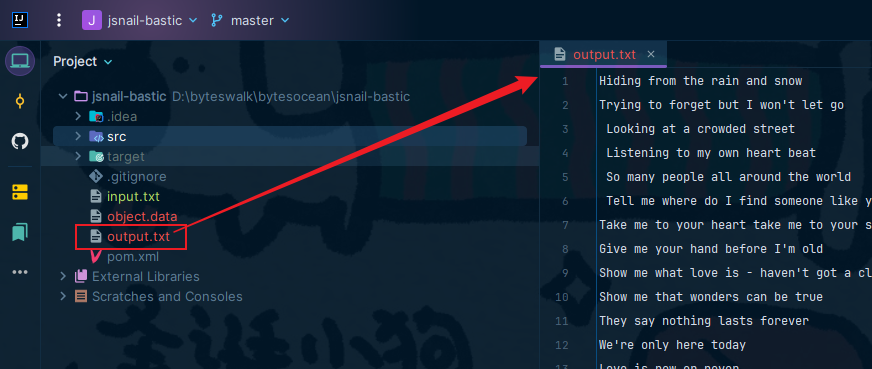 IJ
J jsnail-bastic master
Project
jsnail-bastic D:\byteswalk\bytesocean\jsnail-bastic
.idea
src
target
.gitignore
input.txt
object.data
output.txt
pom.xml
External Libraries
Scratches and Consoles
output.txt
1 Hiding from the rain and snow
2 Trying to forget but I won't let go
3 Looking at a crowded street
4 Listening to my own heart beat
5 So many people all around the world
6 Tell me where do I find someone like y
7 Take me to your heart take me to your s
8 Give me your hand before I'm old
9 Show me what love is - haven't got a cl
10 Show me that wonders can be true
11 They say nothing lasts forever
12 We're only here today
13 Love is now or never